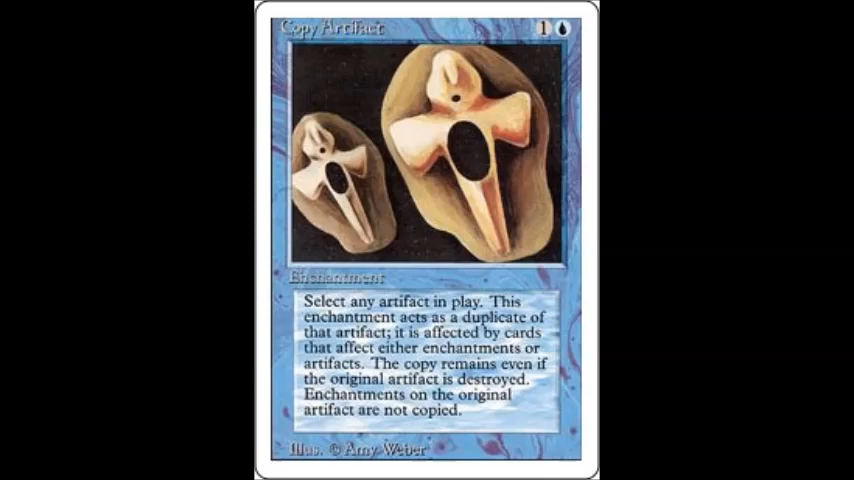 Copy Artifact 1
Enchantment
Select any artifact in play. This
enchantment acts as a duplicate of
that artifact; it is affected by cards
that affect either enchantments or
artifacts. The copy remains even if
the original artifact is destroyed.
Enchantments on the original
artifact are not copied.
Illus. © Amy Weber